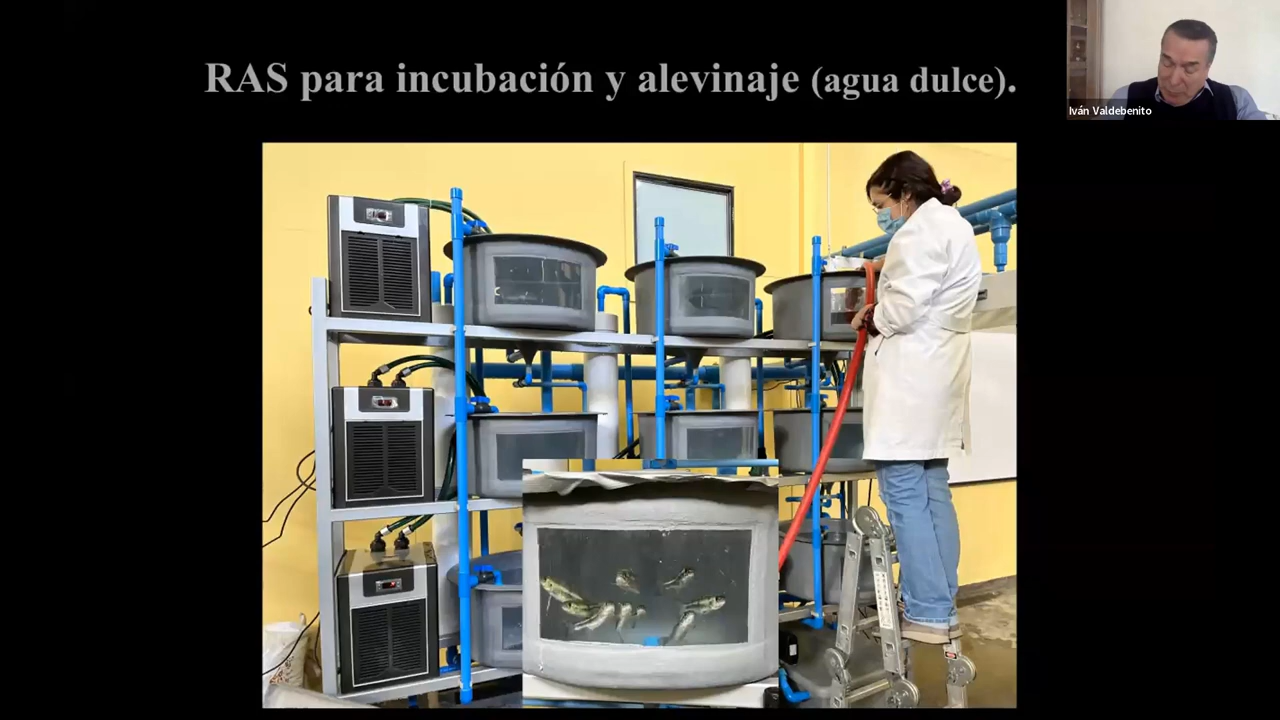 RAS para incubación y alevinaje (agua dulce).
Iván Valdebenito